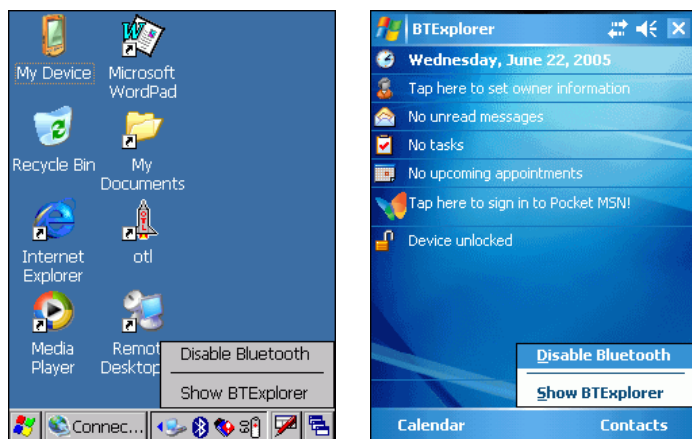 My Device
Microsoft
WordPad
Recycle Bin
My
Documents
Internet
Explorer
otl
Media
Player
Remot
Desktop
Disable Bluetooth
Show BTExplorer
Connec...
BTExplorer
Wednesday, June 22, 2005
Tap here to set owner information
No unread messages
No tasks
No upcoming appointments
Tap here to sign in to Pocket MSN!
Device unlocked
Disable Bluetooth
Show BTExplorer
Calendar
Contacts